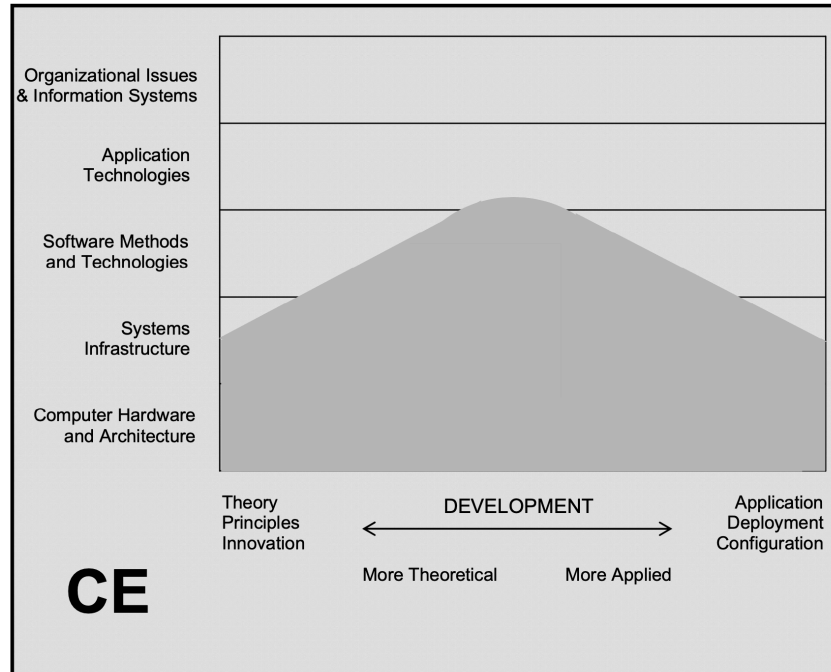 Organizational Issues
& Information Systems
Application
Technologies
Software Methods
and Technologies
Systems
Infrastructure
Computer Hardware
and Architecture
Theory
Principles
Innovation
DEVELOPMENT
Application
Deployment
Configuration
More Theoretical
More Applied
CE